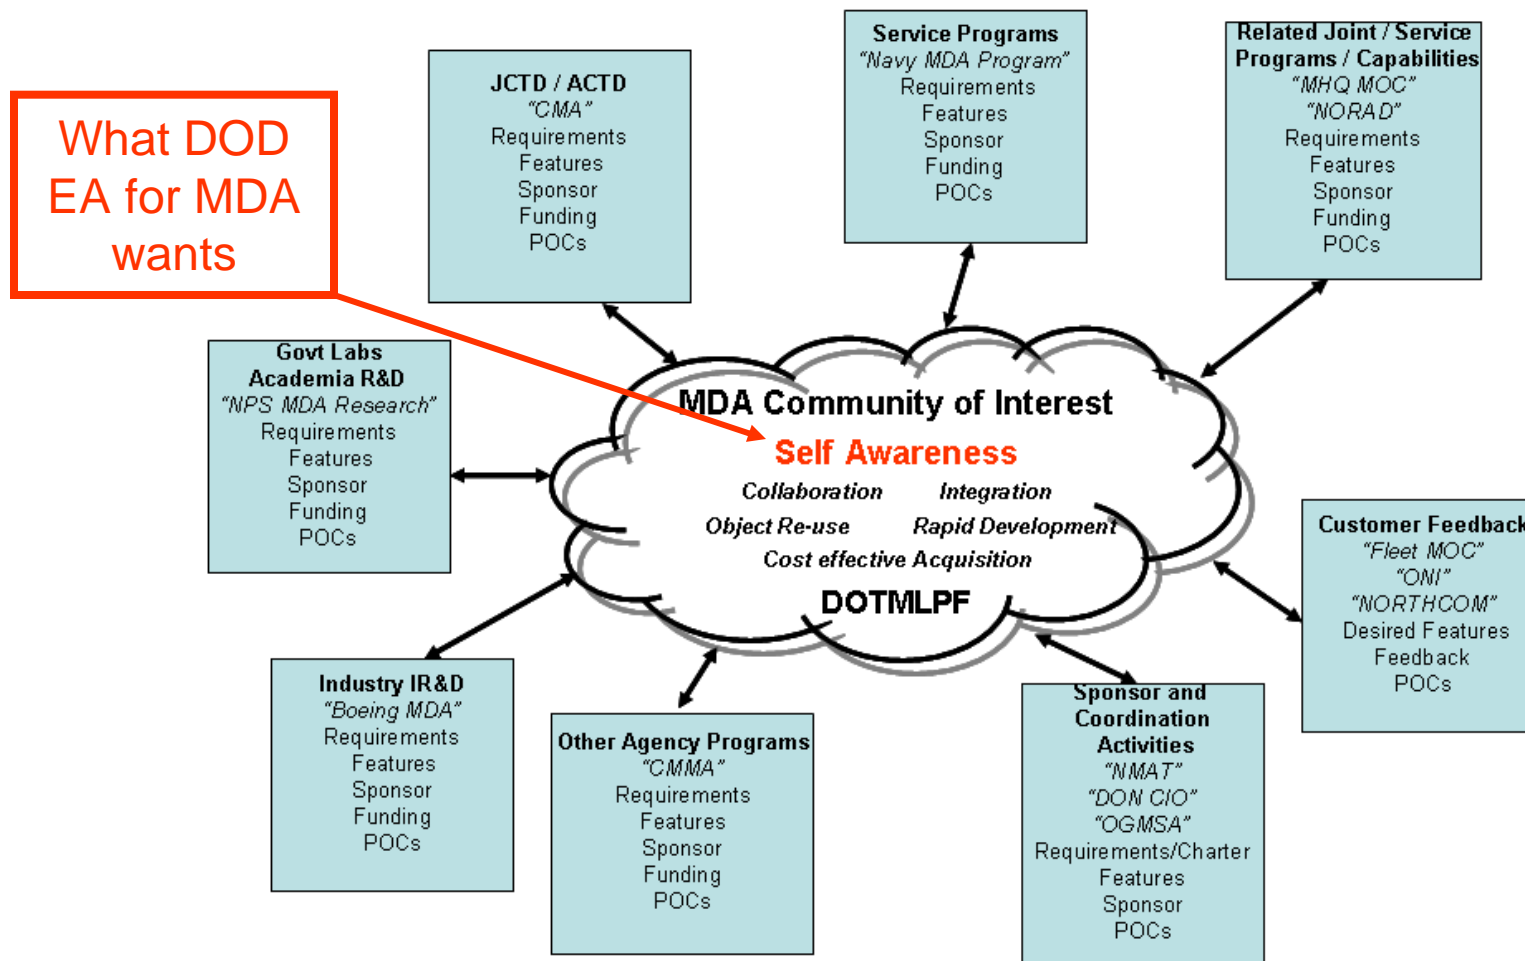 What DOD
EA for MDA
wants
JCTD / ACTD
“CMA”
Requirements
Features
Sponsor
Funding
POCs
Service Programs
“Navy MDA Program”
Requirements
Features
Sponsor
Funding
POCs
Related Joint / Service
Programs / Capabilities
“MHQ MOC”
“NORAD”
Requirements
Features
Sponsor
Funding
POCs
Govt Labs
Academia R&D
“NPS MDA Research”
Requirements
Features
Sponsor
Funding
POCs
MDA Community of Interest
Self Awareness
Collaboration Integration
Object Re-use Rapid Development
Cost effective Acquisition
DOTMLPF
Customer Feedback
“Fleet MOC”
“ONI”
“NORTHCOM”
Desired Features
Feedback
POCs
Industry IR&D
“Boeing MDA”
Requirements
Features
Sponsor
Funding
POCs
Other Agency Programs
“CMMA”
Requirements
Features
Sponsor
Funding
POCs
Sponsor and
Coordination
Activities
“NMAT”
“DON CIO”
“OGMSA”
Requirements/Charter
Features
Sponsor
POCs